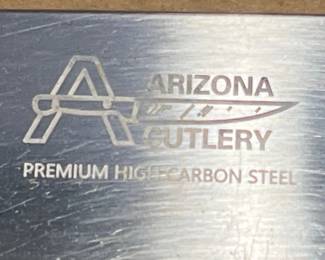 ARIZONA
CUTLERY
PREMIUM HIGH-CARBON STEEL